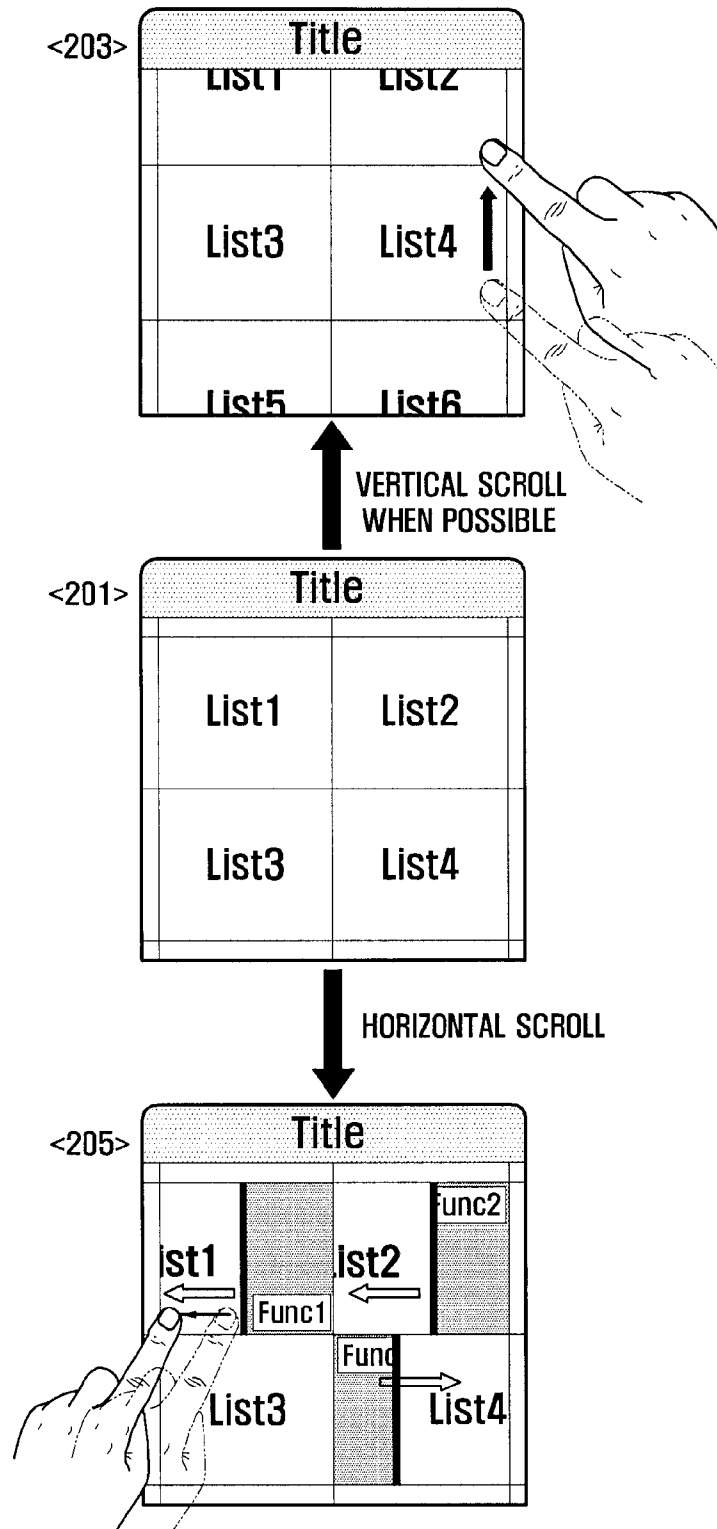 <203>
Title
List1 List2
List3 List4
List5 List6
VERTICAL SCROLL
WHEN POSSIBLE
<201>
Title
List1 List2
List3 List4
HORIZONTAL SCROLL
<205>
Title
Func2
ist1 List2
Func1
Func
List3 List4